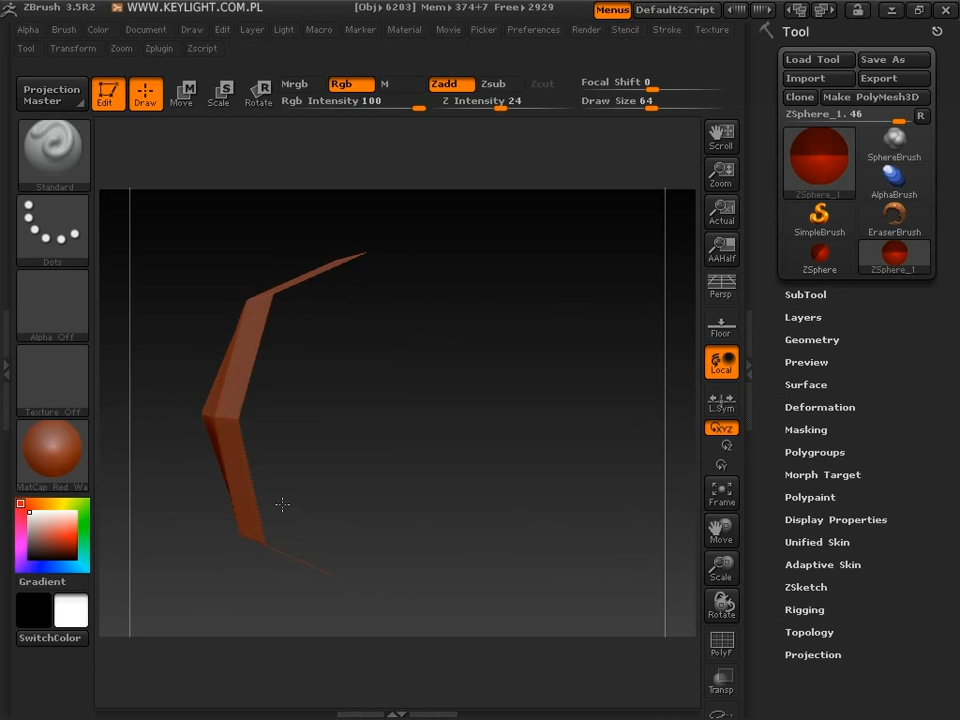 ZBrush 3.5R2 WWW.KEYLIGHT.COM.PL [Obj▸6203] Mem▸374+7 Free▸2929 Menus DefaultZScript
Alpha Brush Color Document Draw Edit Layer Light Macro Marker Material Movie Picker Preferences Render Stencil Stroke Texture
Tool Transform Zoom Zplugin Zscript
Projection Master
Edit
Draw
Move
Scale
Rotate
Mrgb Rgb M
Rgb Intensity 100
Zadd Zsub Zcut
Z Intensity 24
Focal Shift 0
Draw Size 64
Standard
Dots
Alpha Off
Texture Off
MatCap Red Wa
Gradient
SwitchColor
Scroll
Zoom
Actual
AAHalf
Persp
Floor
Local
L.Sym
XYZ
Z
Y
Frame
Move
Scale
Rotate
PolyF
Transp
Tool
Load Tool Save As
Import Export
Clone Make PolyMesh3D
ZSphere_1. 46 R
ZSphere_1
SphereBrush
AlphaBrush
SimpleBrush EraserBrush
ZSphere ZSphere_1
SubTool
Layers
Geometry
Preview
Surface
Deformation
Masking
Polygroups
Morph Target
Polypaint
Display Properties
Unified Skin
Adaptive Skin
ZSketch
Rigging
Topology
Projection